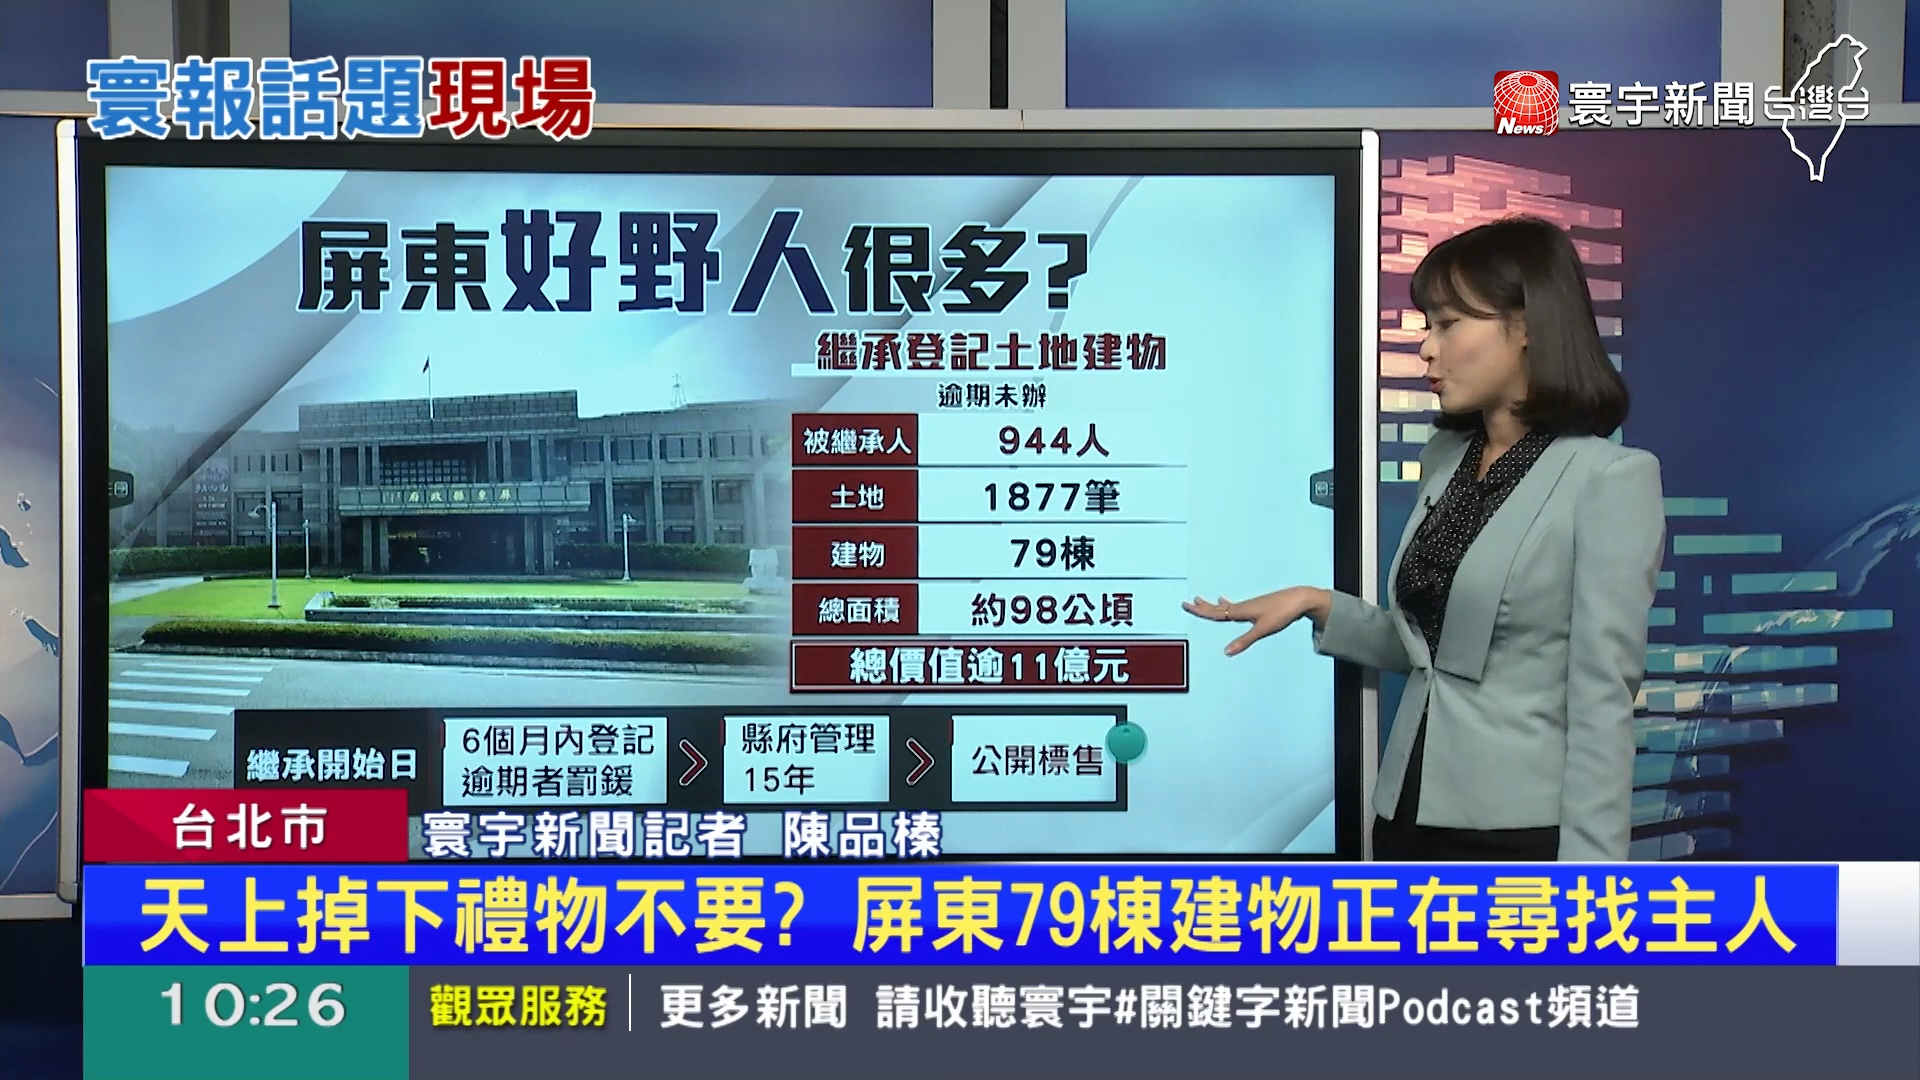 寰報話題現場
News 寰宇新聞 台灣台
屏東好野人很多?
繼承登記土地建物
逾期未辦
被繼承人 944人
土地 1877筆
建物 79棟
總面積 約98公頃
總價值逾11億元
屏東縣政府
繼承開始日
6個月內登記
逾期者罰鍰
縣府管理
15年
公開標售
台北市
寰宇新聞記者 陳品榛
天上掉下禮物不要? 屏東79棟建物正在尋找主人
10:26
觀眾服務
更多新聞 請收聽寰宇#關鍵字新聞Podcast頻道